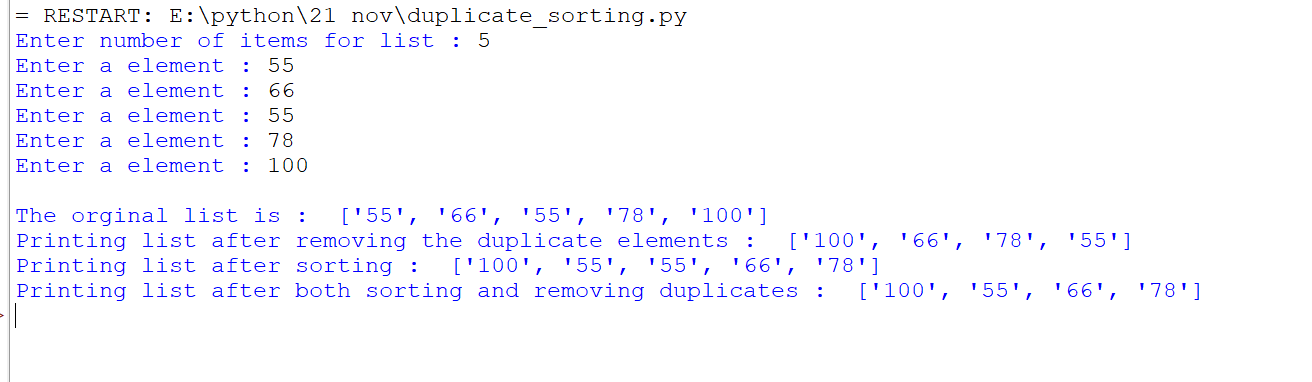 = RESTART: E:\python\21 nov\duplicate_sorting.py
Enter number of items for list : 5
Enter a element : 55
Enter a element : 66
Enter a element : 55
Enter a element : 78
Enter a element : 100
The orginal list is :  ['55', '66', '55', '78', '100']
Printing list after removing the duplicate elements :  ['100', '66', '78', '55']
Printing list after sorting :  ['100', '55', '55', '66', '78']
Printing list after both sorting and removing duplicates :  ['100', '55', '66', '78']